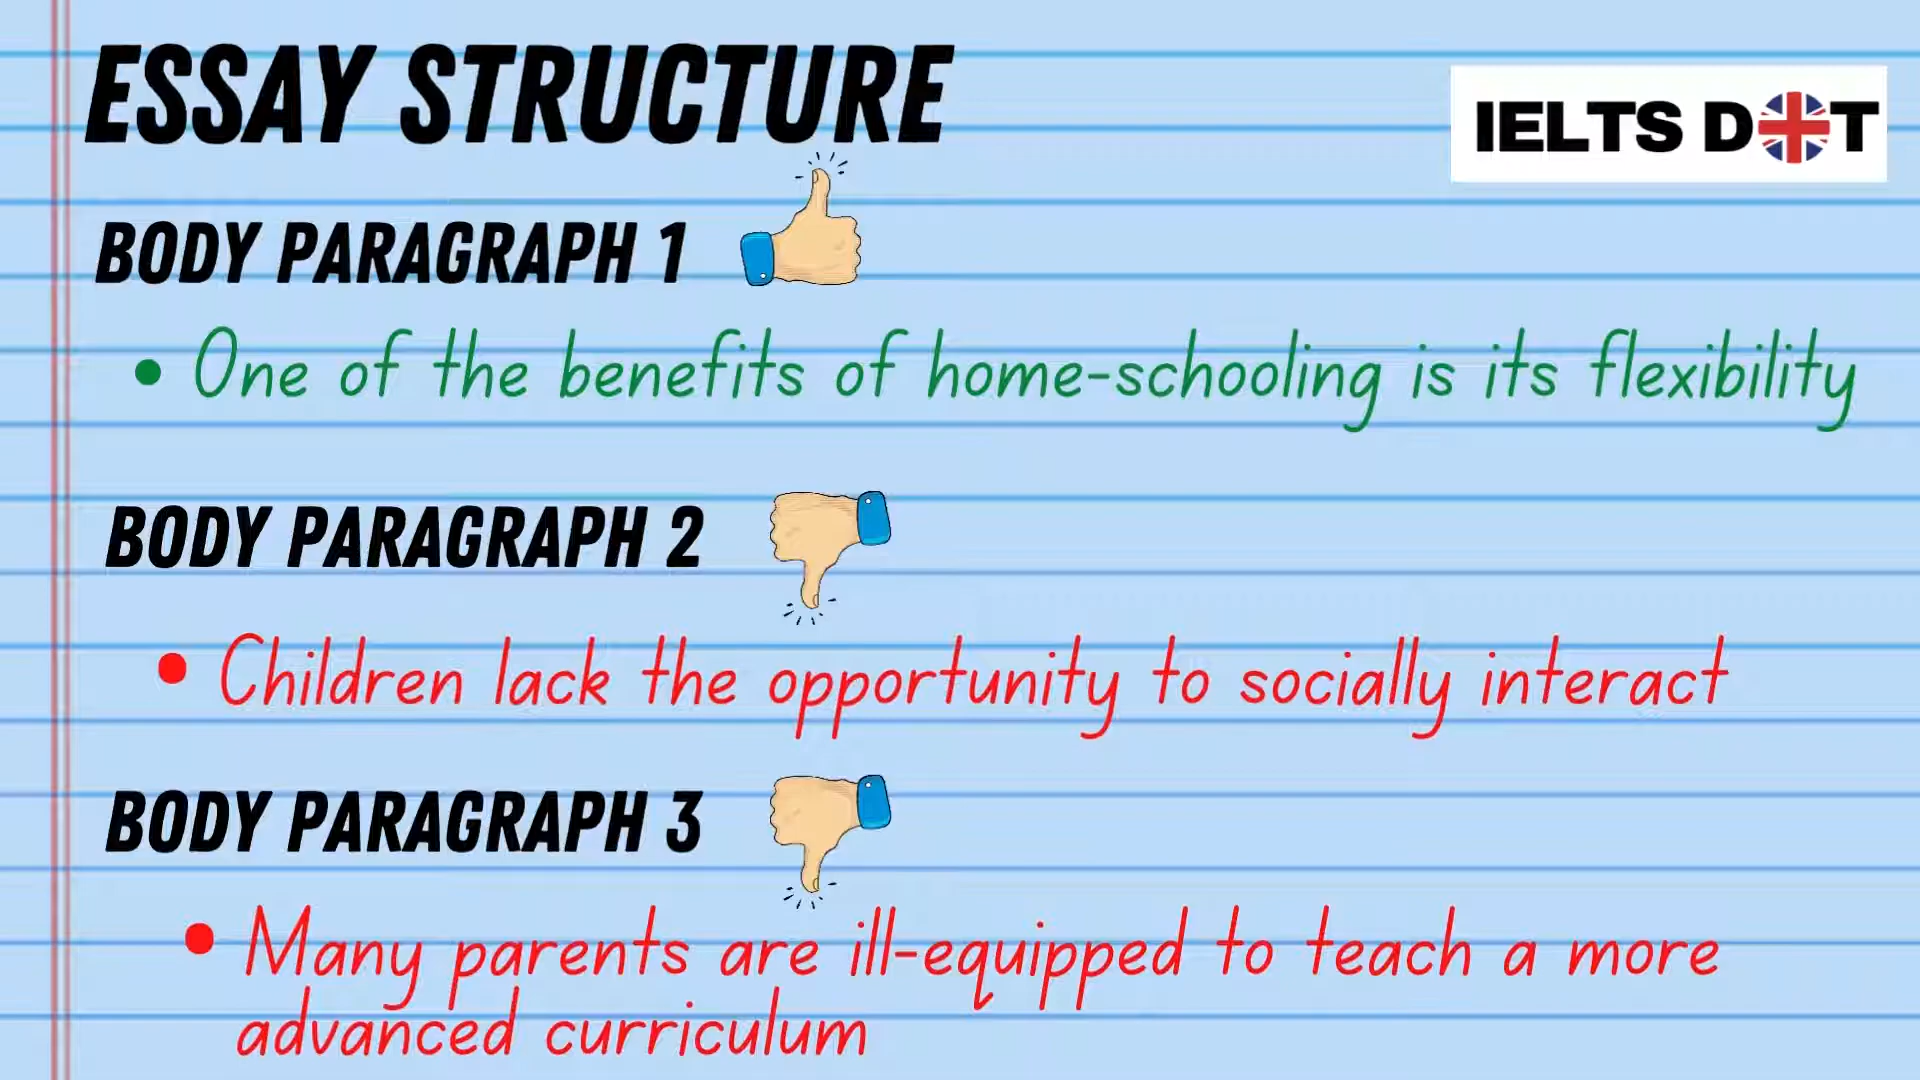 ESSAY STRUCTURE
IELTS DOT
BODY PARAGRAPH 1
• One of the benefits of home-schooling is its flexibility
BODY PARAGRAPH 2
• Children lack the opportunity to socially interact
BODY PARAGRAPH 3
• Many parents are ill-equipped to teach a more
advanced curriculum